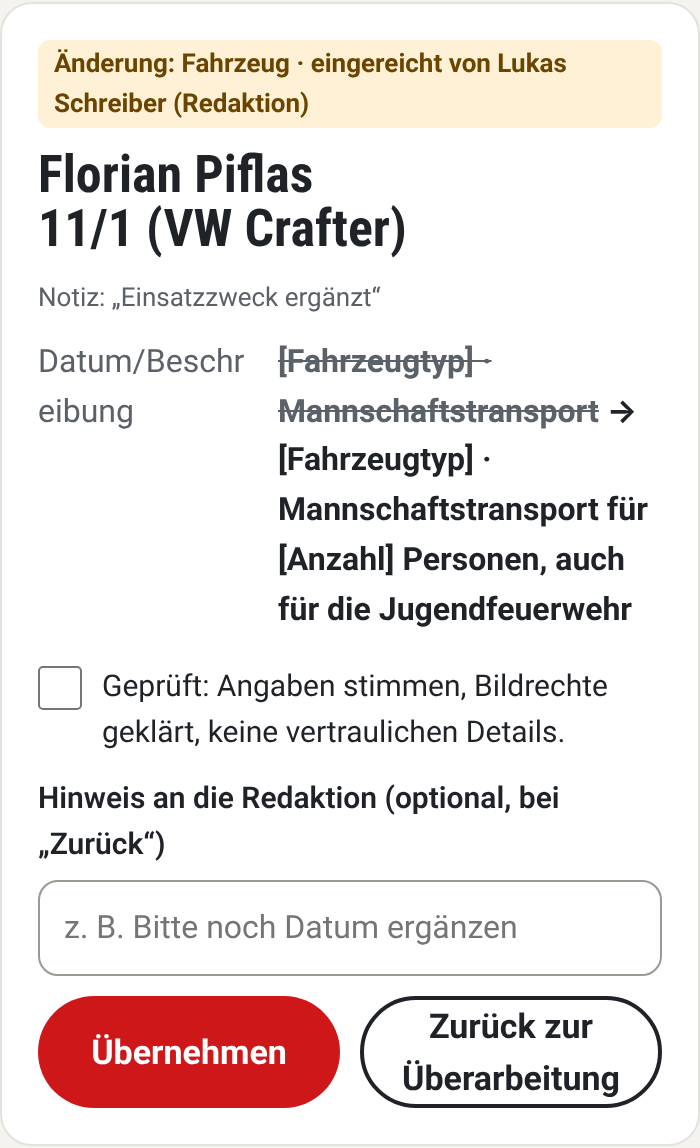 Änderung: Fahrzeug · eingereicht von Lukas
Schreiber (Redaktion)
Florian Piflas
11/1 (VW Crafter)
Notiz: „Einsatzzweck ergänzt“
Datum/Beschr
eibung
[Fahrzeugtyp] ·
Mannschaftstransport →
[Fahrzeugtyp] ·
Mannschaftstransport für
[Anzahl] Personen, auch
für die Jugendfeuerwehr
Geprüft: Angaben stimmen, Bildrechte
geklärt, keine vertraulichen Details.
Hinweis an die Redaktion (optional, bei
„Zurück“)
z. B. Bitte noch Datum ergänzen
Übernehmen
Zurück zur
Überarbeitung